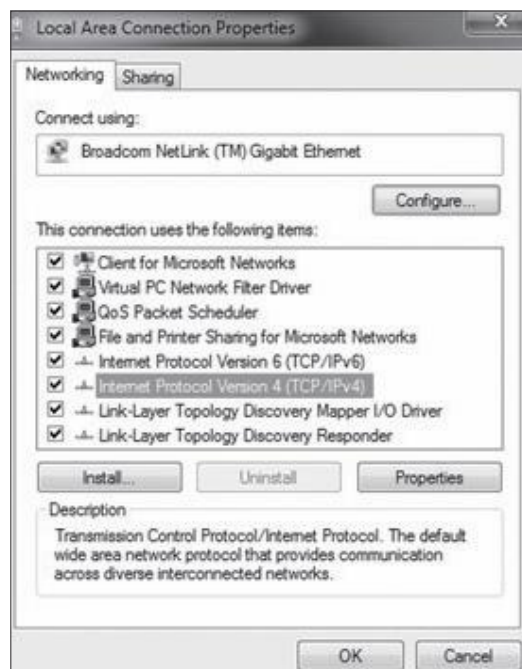 Local Area Connection Properties
Networking Sharing
Connect using:
Broadcom NetLink (TM) Gigabit Ethernet
Configure...
This connection uses the following items:
Client for Microsoft Networks
Virtual PC Network Filter Driver
QoS Packet Scheduler
File and Printer Sharing for Microsoft Networks
Internet Protocol Version 6 (TCP/IPv6)
Internet Protocol Version 4 (TCP/IPv4)
Link-Layer Topology Discovery Mapper I/O Driver
Link-Layer Topology Discovery Responder
Install... Uninstall Properties
Description
Transmission Control Protocol/Internet Protocol. The default
wide area network protocol that provides communication
across diverse interconnected networks.
OK Cancel